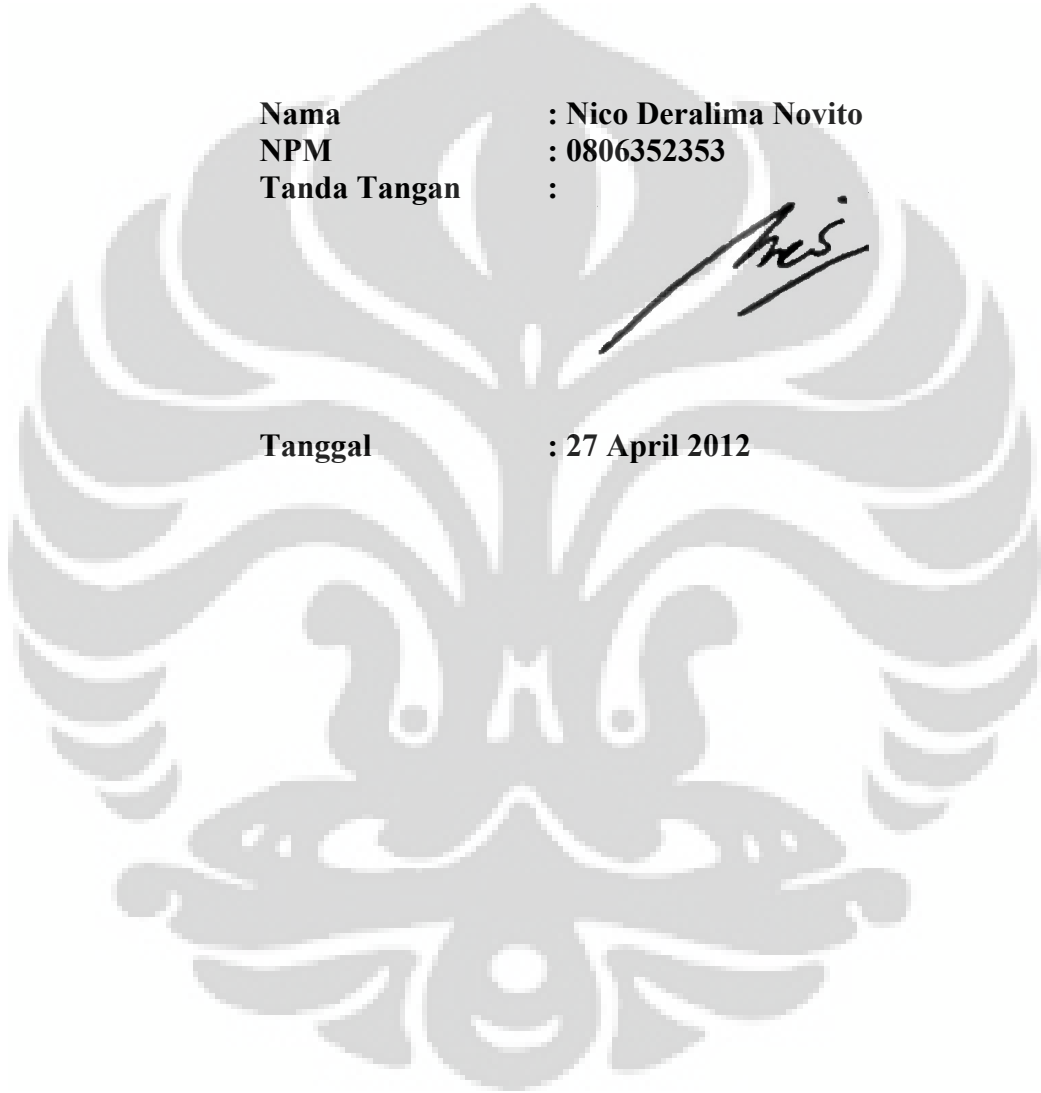 Nama : Nico Deralima Novito
NPM : 0806352353
Tanda Tangan :
Tanggal : 27 April 2012